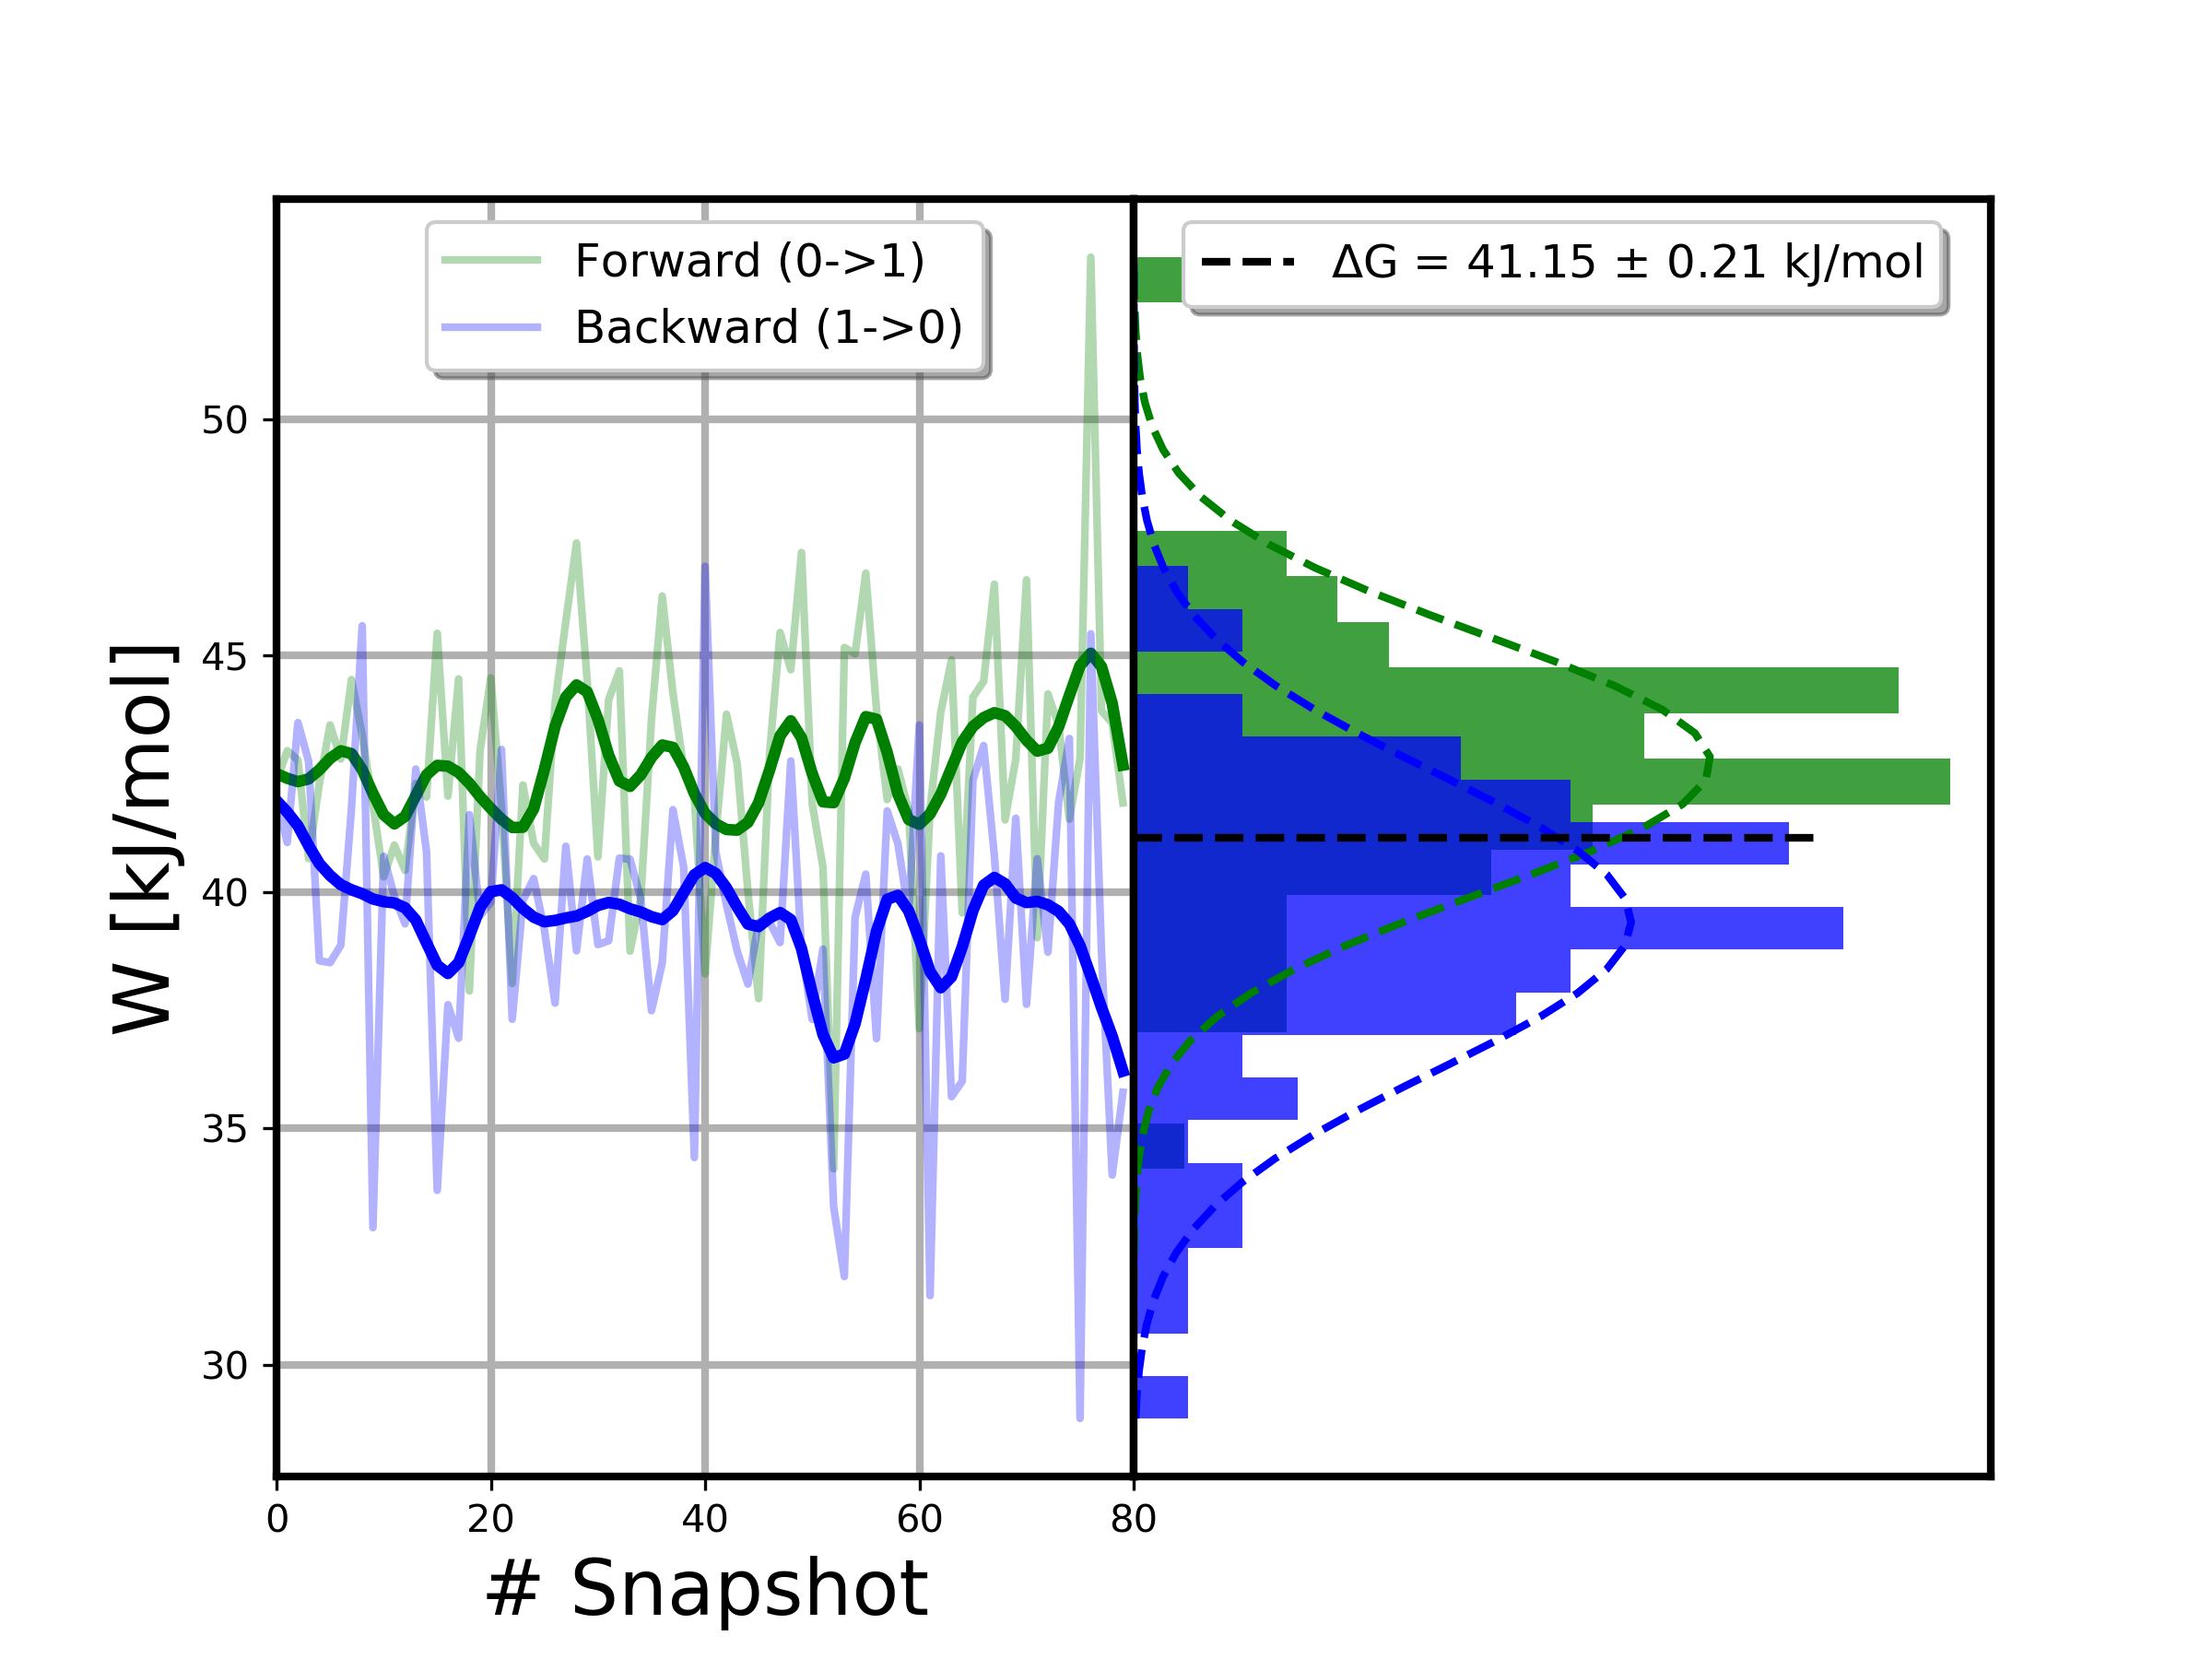 Forward (0->1)
Backward (1->0)
ΔG = 41.15 ± 0.21 kJ/mol
W [kJ/mol]
50
45
40
35
30
0 20 40 60 80
# Snapshot